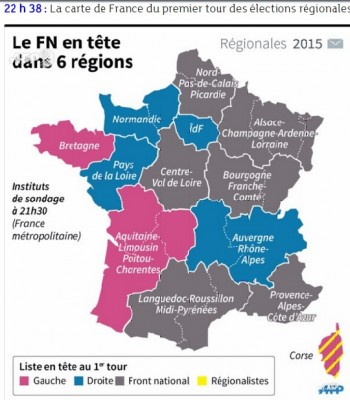 22 h 38 : La carte de France du premier tour des élections régionales
Le FN en tête
dans 6 régions
Régionales 2015
Nord-
Pas-de-Calais
Picardie
Normandie
IdF
Alsace-
Champagne-Ardenne-
Lorraine
Bretagne
Pays
de la Loire
Centre-
Val de Loire
Bourgogne
Franche-
Comté
Instituts
de sondage
à 21h30
(France
métropolitaine)
Aquitaine-
Limousin
Poitou-
Charentes
Auvergne
Rhône-
Alpes
Languedoc-Roussillon
Midi-Pyrénées
Provence-
Alpes-
Côte d'Azur
Corse
Liste en tête au 1er tour
Gauche
Droite
Front national
Régionalistes
AFP